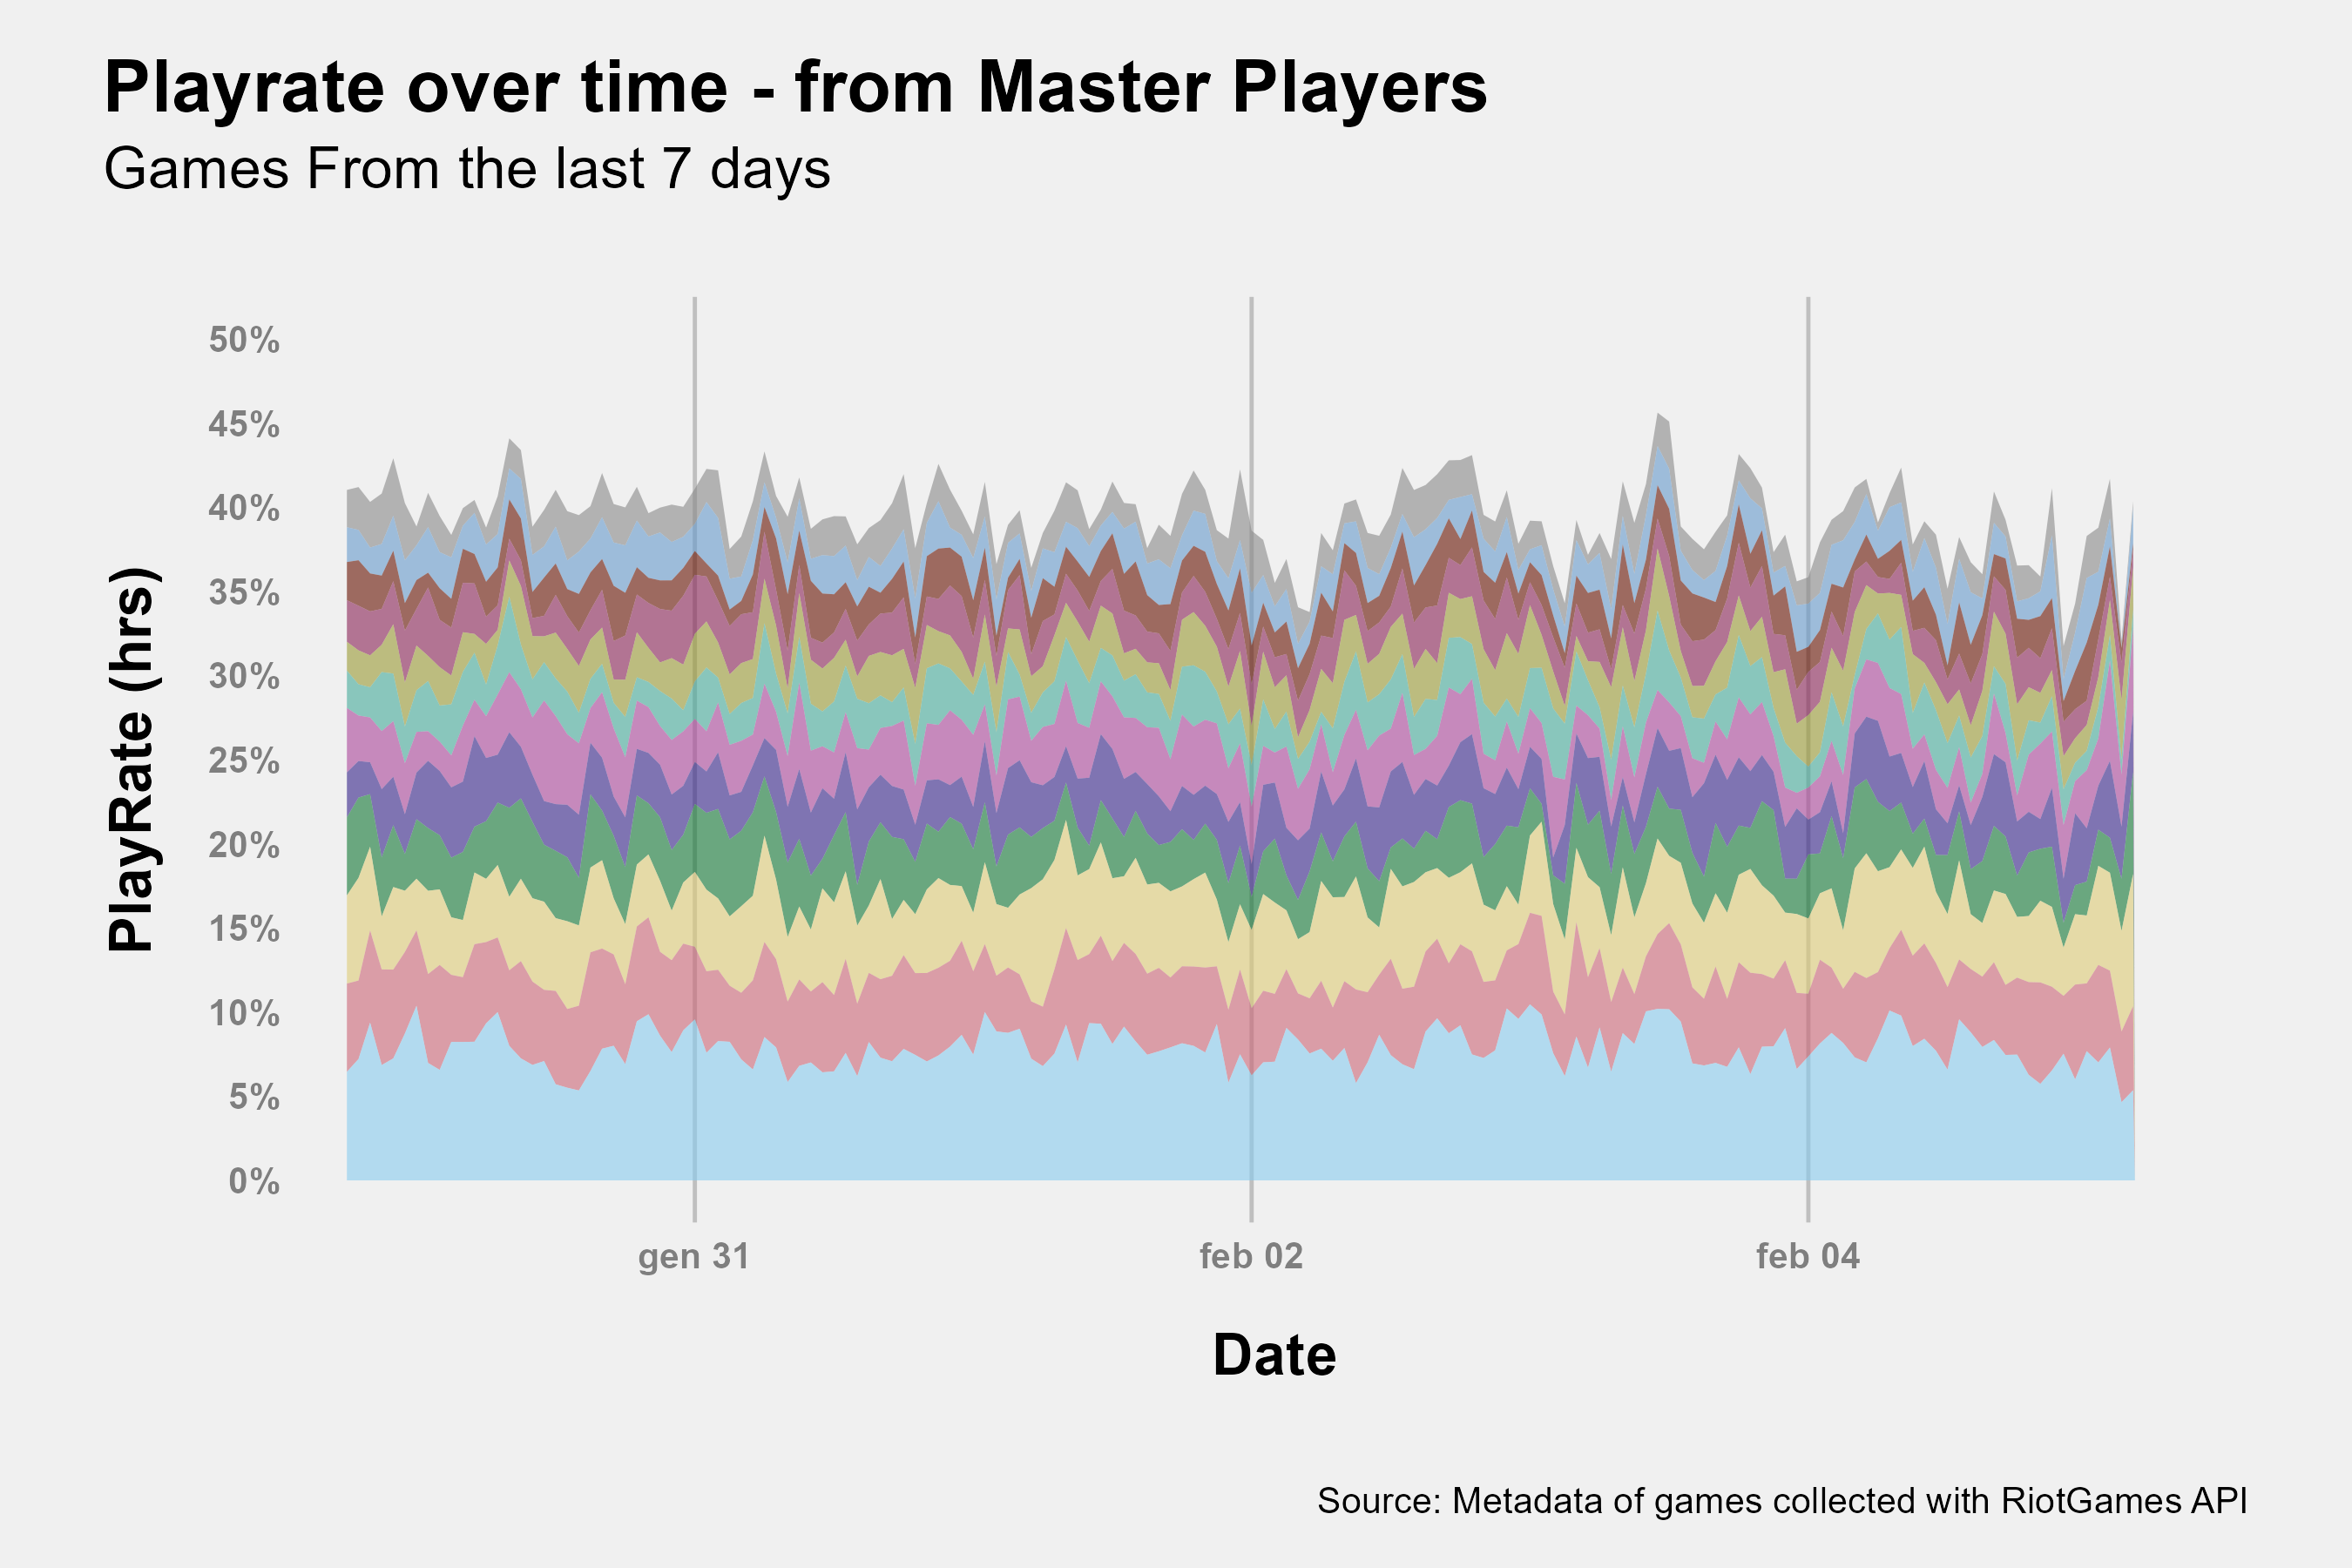 Playrate over time - from Master Players
Games From the last 7 days
50%
45%
40%
35%
30%
25%
20%
15%
10%
5%
0%
PlayRate (hrs)
gen 31
feb 02
feb 04
Date
Source: Metadata of games collected with RiotGames API